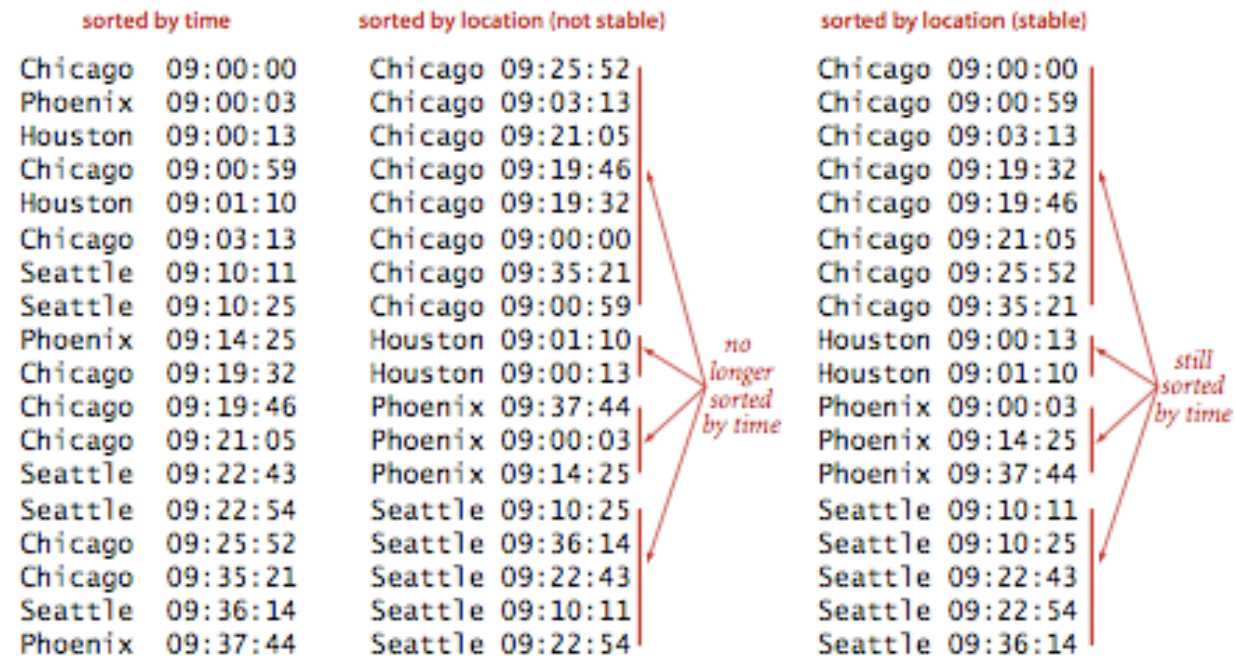 sorted by time sorted by location (not stable) sorted by location (stable)
Chicago 09:00:00 Chicago 09:25:52 Chicago 09:00:00
Phoenix 09:00:03 Chicago 09:03:13 Chicago 09:00:59
Houston 09:00:13 Chicago 09:21:05 Chicago 09:03:13
Chicago 09:00:59 Chicago 09:19:46 Chicago 09:19:32
Houston 09:01:10 Chicago 09:19:32 Chicago 09:19:46
Chicago 09:03:13 Chicago 09:00:00 Chicago 09:21:05
Seattle 09:10:11 Chicago 09:35:21 Chicago 09:25:52
Seattle 09:10:25 Chicago 09:00:59 Chicago 09:35:21
Phoenix 09:14:25 Houston 09:01:10 Houston 09:00:13
Chicago 09:19:32 Houston 09:00:13 Houston 09:01:10
Chicago 09:19:46 Phoenix 09:37:44 Phoenix 09:00:03
Chicago 09:21:05 Phoenix 09:00:03 Phoenix 09:14:25
Seattle 09:22:43 Phoenix 09:14:25 Phoenix 09:37:44
Seattle 09:22:54 Seattle 09:10:25 Seattle 09:10:11
Chicago 09:25:52 Seattle 09:36:14 Seattle 09:10:25
Chicago 09:35:21 Seattle 09:22:43 Seattle 09:22:43
Seattle 09:36:14 Seattle 09:10:11 Seattle 09:22:54
Phoenix 09:37:44 Seattle 09:22:54 Seattle 09:36:14
no
longer
sorted
by time
still
sorted
by time